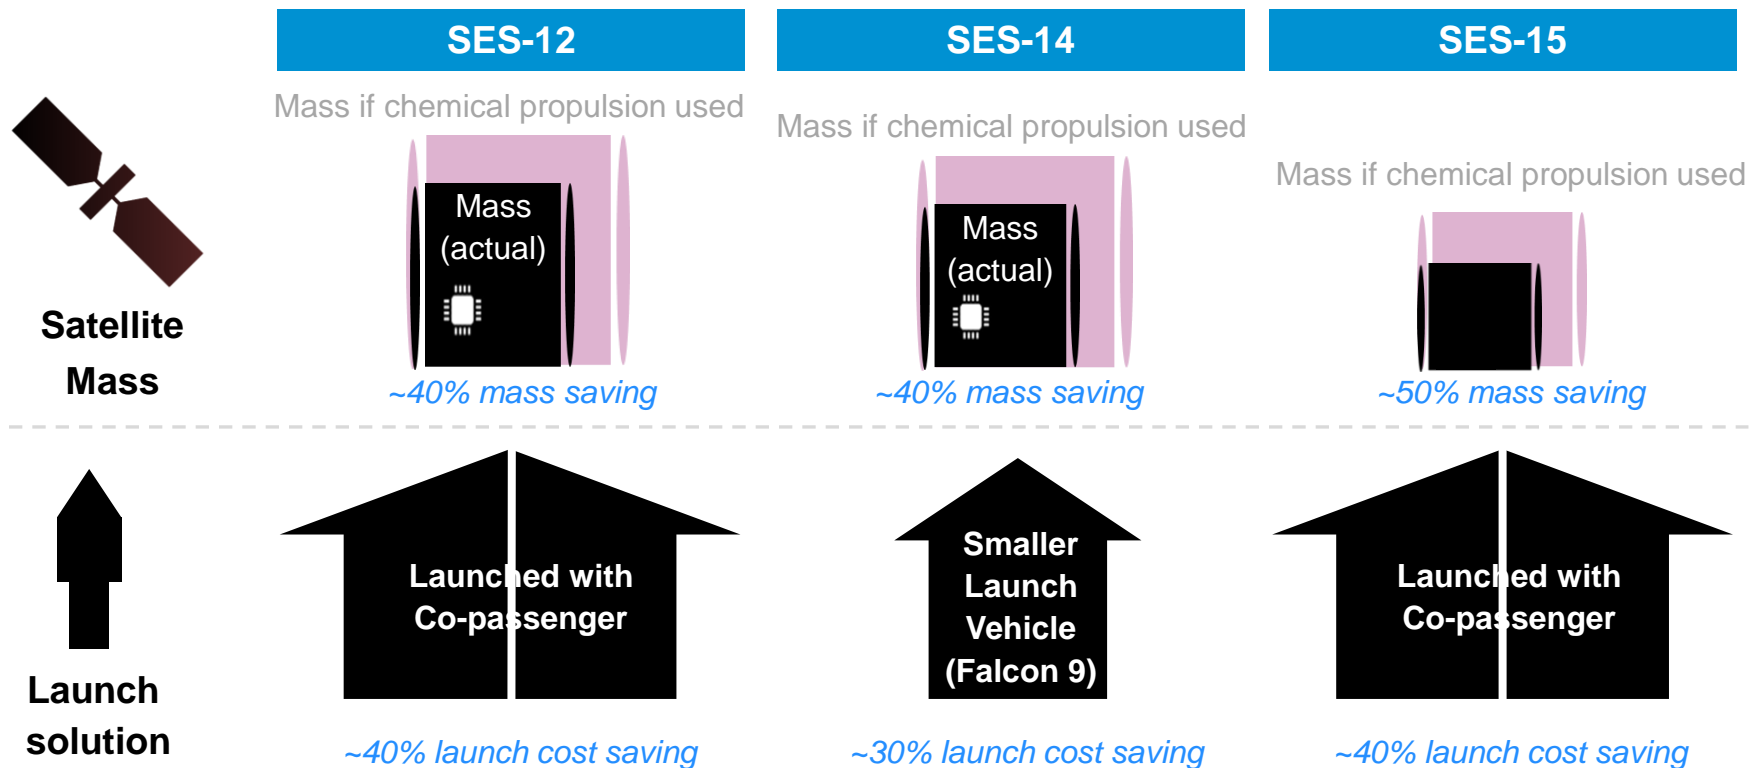 SES-12
SES-14
SES-15
Mass if chemical propulsion used
Mass if chemical propulsion used
Mass if chemical propulsion used
Mass
(actual)
Mass
(actual)
Satellite
Mass
~40% mass saving
~40% mass saving
~50% mass saving
Launched with
Co-passenger
Smaller
Launch
Vehicle
(Falcon 9)
Launched with
Co-passenger
Launch
solution
~40% launch cost saving
~30% launch cost saving
~40% launch cost saving